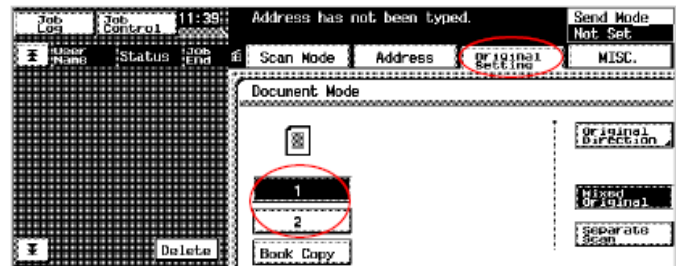 Job Log
Job Control
11:39
Address has not been typed.
Send Mode
Not Set
User Name
Status
Job End
Scan Mode
Address
Original Setting
MISC.
Document Mode
Original Direction
1
Mixed Original
2
Separate Scan
Delete
Book Copy